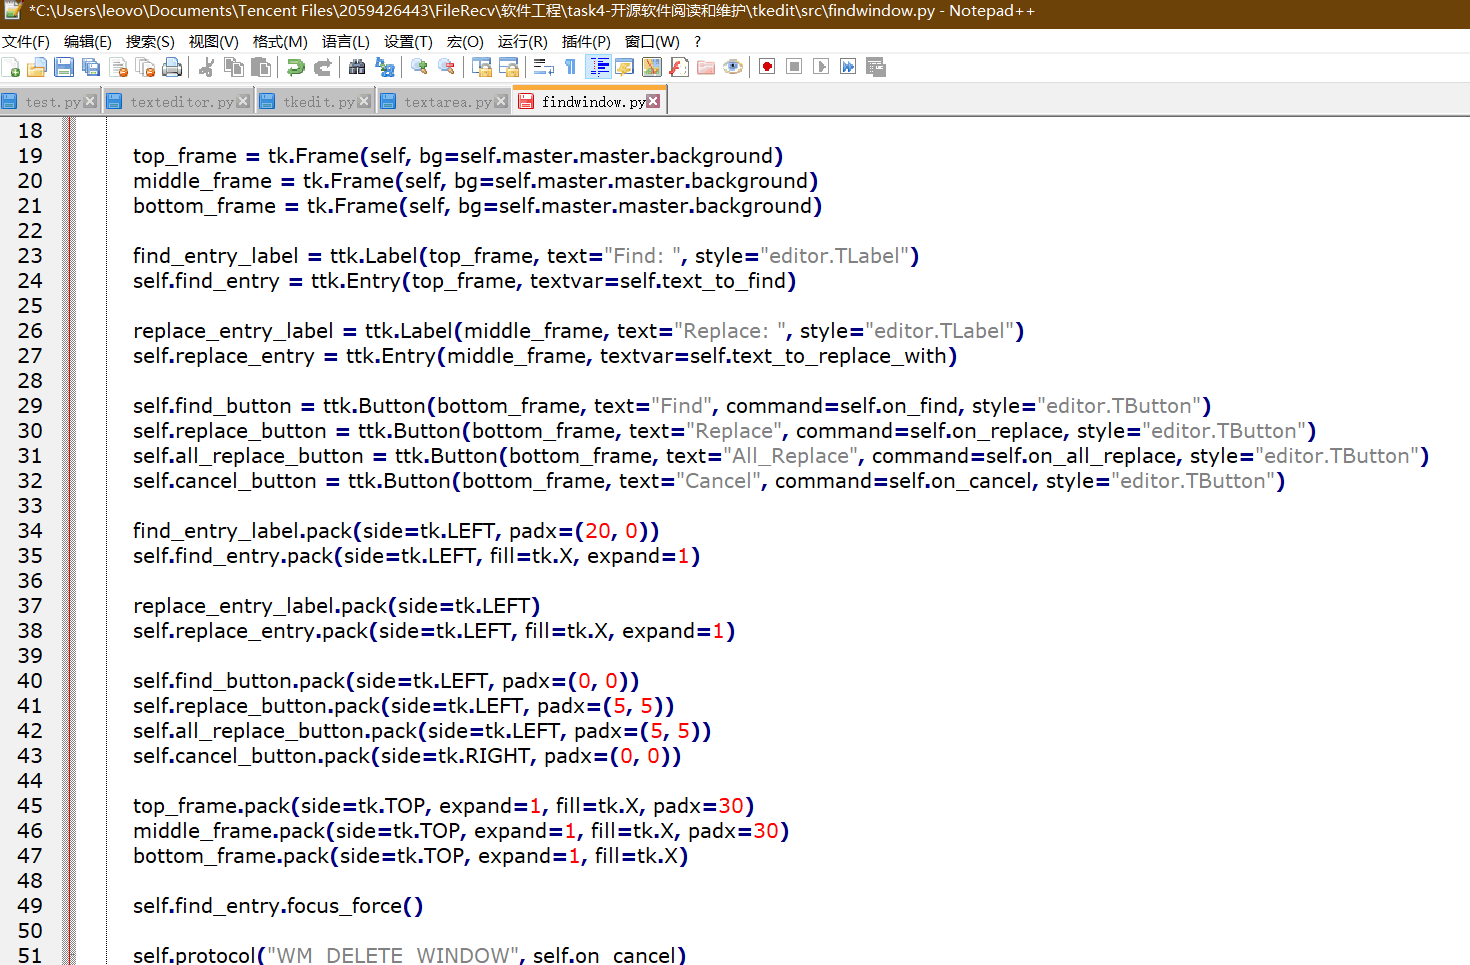 *C:\Users\leovo\Documents\Tencent Files\2059426443\FileRecv\软件工程\task4-开源软件阅读和维护\tkedit\src\findwindow.py - Notepad++
文件(F) 编辑(E) 搜索(S) 视图(V) 格式(M) 语言(L) 设置(T) 宏(O) 运行(R) 插件(P) 窗口(W) ?
test.py texteditor.py tkedit.py textarea.py findwindow.py
18
19 top_frame = tk.Frame(self, bg=self.master.master.background)
20 middle_frame = tk.Frame(self, bg=self.master.master.background)
21 bottom_frame = tk.Frame(self, bg=self.master.master.background)
22
23 find_entry_label = ttk.Label(top_frame, text="Find: ", style="editor.TLabel")
24 self.find_entry = ttk.Entry(top_frame, textvar=self.text_to_find)
25
26 replace_entry_label = ttk.Label(middle_frame, text="Replace: ", style="editor.TLabel")
27 self.replace_entry = ttk.Entry(middle_frame, textvar=self.text_to_replace_with)
28
29 self.find_button = ttk.Button(bottom_frame, text="Find", command=self.on_find, style="editor.TButton")
30 self.replace_button = ttk.Button(bottom_frame, text="Replace", command=self.on_replace, style="editor.TButton")
31 self.all_replace_button = ttk.Button(bottom_frame, text="All_Replace", command=self.on_all_replace, style="editor.TButton")
32 self.cancel_button = ttk.Button(bottom_frame, text="Cancel", command=self.on_cancel, style="editor.TButton")
33
34 find_entry_label.pack(side=tk.LEFT, padx=(20, 0))
35 self.find_entry.pack(side=tk.LEFT, fill=tk.X, expand=1)
36
37 replace_entry_label.pack(side=tk.LEFT)
38 self.replace_entry.pack(side=tk.LEFT, fill=tk.X, expand=1)
39
40 self.find_button.pack(side=tk.LEFT, padx=(0, 0))
41 self.replace_button.pack(side=tk.LEFT, padx=(5, 5))
42 self.all_replace_button.pack(side=tk.LEFT, padx=(5, 5))
43 self.cancel_button.pack(side=tk.RIGHT, padx=(0, 0))
44
45 top_frame.pack(side=tk.TOP, expand=1, fill=tk.X, padx=30)
46 middle_frame.pack(side=tk.TOP, expand=1, fill=tk.X, padx=30)
47 bottom_frame.pack(side=tk.TOP, expand=1, fill=tk.X)
48
49 self.find_entry.focus_force()
50
51 self.protocol("WM_DELETE_WINDOW", self.on_cancel)